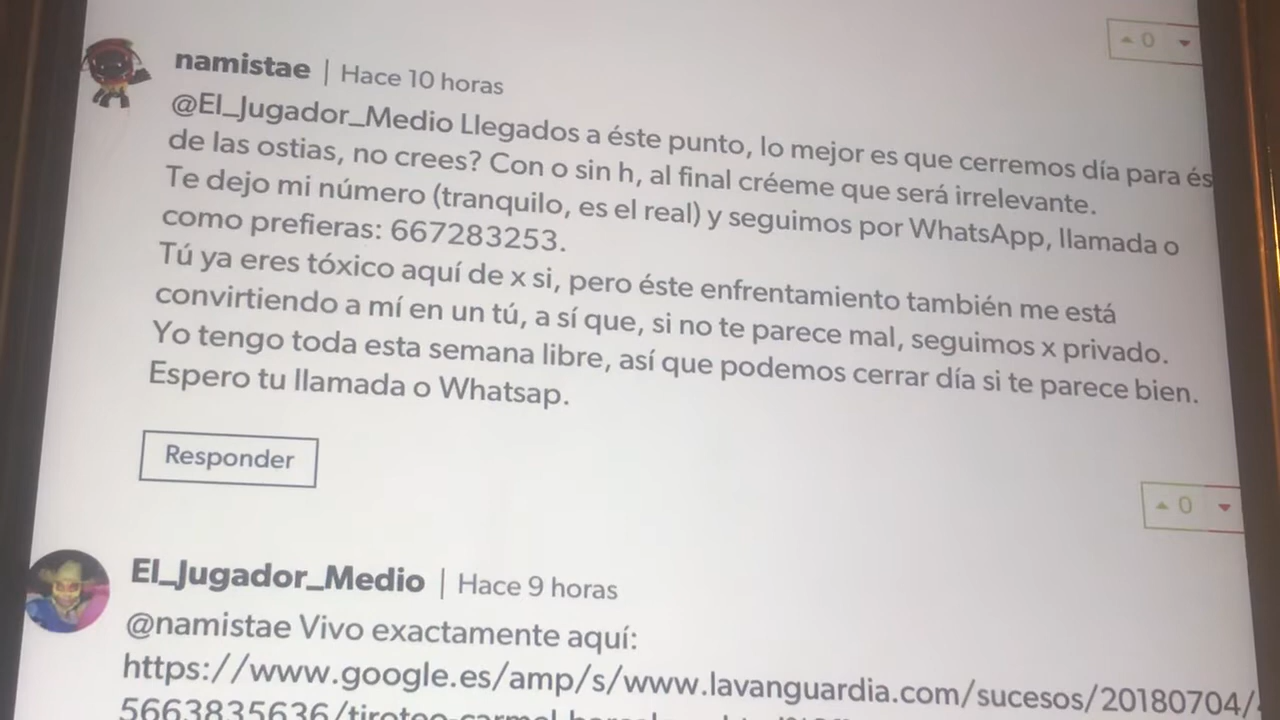 0
namistae | Hace 10 horas
@El_Jugador_Medio Llegados a éste punto, lo mejor es que cerremos día para és
de las ostias, no crees? Con o sin h, al final créeme que será irrelevante.
Te dejo mi número (tranquilo, es el real) y seguimos por WhatsApp, llamada o
como prefieras: 667283253.
Tú ya eres tóxico aquí de x si, pero éste enfrentamiento también me está
convirtiendo a mí en un tú, a sí que, si no te parece mal, seguimos x privado.
Yo tengo toda esta semana libre, así que podemos cerrar día si te parece bien.
Espero tu llamada o Whatsap.
Responder
0
El_Jugador_Medio | Hace 9 horas
@namistae Vivo exactamente aquí:
https://www.google.es/amp/s/www.lavanguardia.com/sucesos/20180704/
5663835636/tiroteo-carmel-